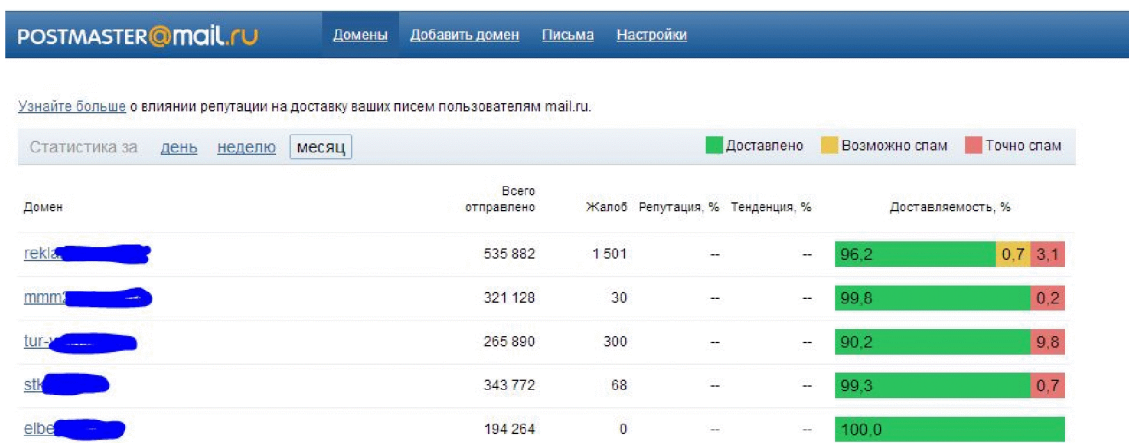 POSTMASTER@mail.ru Домены Добавить домен Письма Настройки
Узнайте больше о влиянии репутации на доставку ваших писем пользователям mail.ru.
Статистика за день неделю месяц Доставлено Возможно спам Точно спам
Домен Всего отправлено Жалоб Репутация, % Тенденция, % Доставляемость, %
rekla 535 882 1 501 -- -- 96,2 0,7 3,1
mmm 321 128 30 -- -- 99,8 0,2
tur- 265 890 300 -- -- 90,2 9,8
stk 343 772 68 -- -- 99,3 0,7
elbe 194 264 0 -- -- 100,0